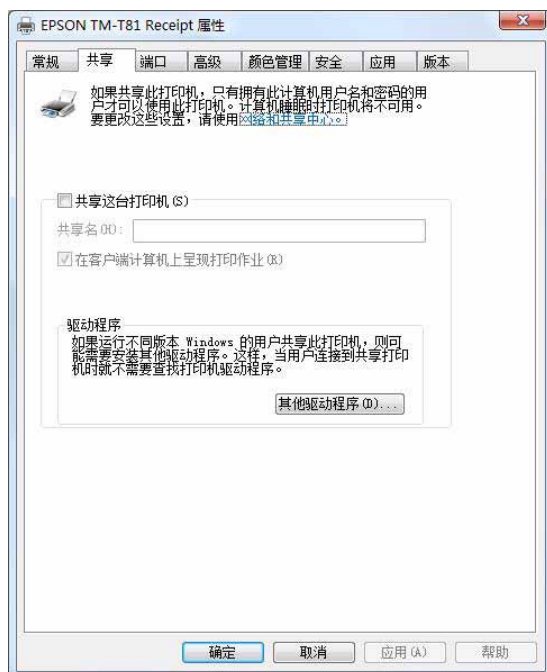 EPSON TM-T81 Receipt 属性
常规 共享 端口 高级 颜色管理 安全 应用 版本
如果共享此打印机，只有拥有此计算机用户名和密码的用
户才可以使用此打印机。计算机睡眠时打印机将不可用。
要更改这些设置，请使用网络和共享中心。
共享这台打印机(S)
共享名(H):
在客户端计算机上呈现打印作业(R)
驱动程序
如果运行不同版本 Windows 的用户共享此打印机，则可
能需要安装其他驱动程序。这样，当用户连接到共享打印
机时就不需要查找打印机驱动程序。
其他驱动程序(D)...
确定 取消 应用(A) 帮助